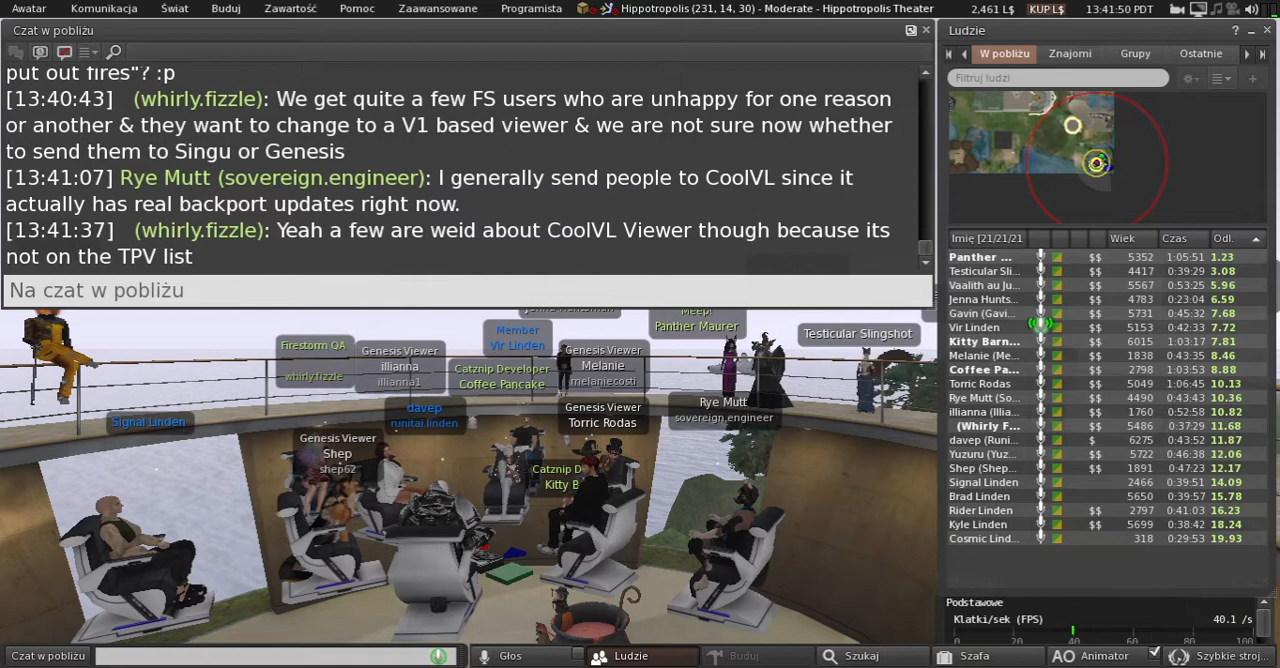 Awatar Komunikacja Świat Buduj Zawartość Pomoc Zaawansowane Programista Hippotropolis (231, 14, 30) - Moderate - Hippotropolis Theater 2,461 L$ KUP L$ 13:41:50 PDT
Czat w pobliżu
put out fires"? :p
[13:40:43] (whirly.fizzle): We get quite a few FS users who are unhappy for one reason
or another & they want to change to a V1 based viewer & we are not sure now whether
to send them to Singu or Genesis
[13:41:07] Rye Mutt (sovereign.engineer): I generally send people to CoolVL since it
actually has real backport updates right now.
[13:41:37] (whirly.fizzle): Yeah a few are weid about CoolVL Viewer though because its
not on the TPV list
Na czat w pobliżu
Ludzie
W pobliżu Znajomi Grupy Ostatnie
Filtruj ludzi
Imię [21/21/21 Wiek Czas Odl.
Panther ... $$ 5352 1:05:51 1.23
Testicular Sli... $$ 4417 0:39:29 3.08
Vaalith au Ju... $$ 5567 0:53:25 5.96
Jenna Hunts... $$ 4783 0:23:04 6.59
Gavin (Gavi... $$ 5731 0:45:32 7.68
Vir Linden $$ 5153 0:42:33 7.72
Kitty Barn... $$ 6015 1:03:17 7.81
Melanie (Me... $$ 1838 0:43:35 8.46
Coffee Pa... $$ 2798 1:03:53 8.88
Torric Rodas $$ 5049 1:06:45 10.13
Rye Mutt (So... $$ 4490 0:43:43 10.36
illianna (Illia... $$ 1760 0:52:58 10.82
(Whirly F... $$ 5486 0:37:29 11.68
davep (Runi... $ 6275 0:43:52 11.87
Yuzuru (Yuz... $$ 5722 0:46:38 12.06
Shep (Shep... $$ 1891 0:47:23 12.17
Signal Linden 2466 0:39:51 14.09
Brad Linden 5650 0:39:57 15.78
Rider Linden $$ 2797 0:41:03 16.23
Kyle Linden $$ 5699 0:38:42 18.24
Cosmic Lind... 318 0:29:53 19.93
Podstawowe
Klatki/sek (FPS) 40.1 /s
0 20 40 60 80 100
Meep!
Panther Maurer
Testicular Slingshot
Member
Vir Linden
Firestorm QA
whirly.fizzle
Genesis Viewer
illianna
illianna1
Catznip Developer
Coffee Pancake
Genesis Viewer
Melanie
melaniecosti
Rye Mutt
sovereign.engineer
Signal Linden
davep
runitai.linden
Genesis Viewer
Torric Rodas
Genesis Viewer
Shep
shep62
Catznip D
Kitty B
Czat w pobliżu Głos Ludzie Buduj Szukaj Szafa AO Animator Szybkie stroj...